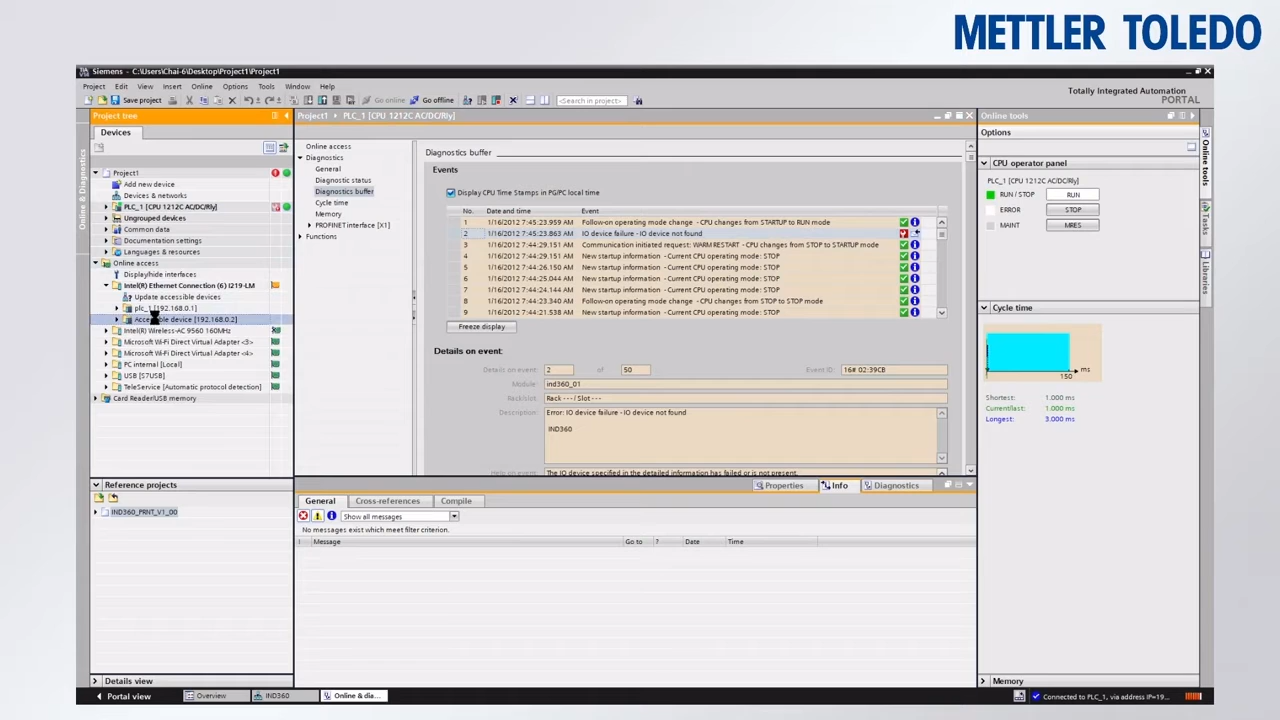 METTLER TOLEDO
Siemens - C:\Users\Chai-6\Desktop\Project1\Project1
Project Edit View Insert Online Options Tools Window Help
Totally Integrated Automation
PORTAL
Save project
Go online
Go offline
<Search in project>
Project tree
Devices
Project1
Add new device
Devices & networks
PLC_1 [CPU 1212C AC/DC/Rly]
Ungrouped devices
Common data
Documentation settings
Languages & resources
Online access
Display/hide interfaces
Intel(R) Ethernet Connection (6) I219-LM
Update accessible devices
[192.168.0.1]
device [192.168.0.2]
Intel(R) Wireless-AC 9560 160MHz
Microsoft Wi-Fi Direct Virtual Adapter <3>
Microsoft Wi-Fi Direct Virtual Adapter <4>
PC internal [Local]
USB [S7USB]
TeleService [Automatic protocol detection]
Card Reader/USB memory
Reference projects
IND360_PRNT_V1_00
Details view
Online & Diagnostics
Project1 PLC_1 [CPU 1212C AC/DC/Rly]
Online access
Diagnostics
General
Diagnostics status
Diagnostics buffer
Cycle time
Memory
PROFINET interface [X1]
Functions
Diagnostics buffer
Events
Display CPU Time Stamps in PG/PC local time
No. Date and time Event
1 1/16/2012 7:45:23.959 AM Follow-on operating mode change - CPU changes from STARTUP to RUN mode
2 1/16/2012 7:45:23.863 AM IO device failure - IO device not found
3 1/16/2012 7:44:29.151 AM Communication initiated request: WARM RESTART - CPU changes from STOP to STARTUP mode
4 1/16/2012 7:44:29.151 AM New startup information - Current CPU operating mode: STOP
5 1/16/2012 7:44:26.150 AM New startup information - Current CPU operating mode: STOP
6 1/16/2012 7:44:25.044 AM New startup information - Current CPU operating mode: STOP
7 1/16/2012 7:44:24.144 AM New startup information - Current CPU operating mode: STOP
8 1/16/2012 7:44:23.340 AM Follow-on operating mode change - CPU changes from STOP to STOP mode
9 1/16/2012 7:44:21.538 AM New startup information - Current CPU operating mode: STOP
Freeze display
Details on event:
Details on event: 2 of 50 Event ID: 16# 02:39CB
Module: ind360_01
Rack/slot: Rack --- / Slot ---
Description: Error: IO device failure - IO device not found
IND360
Help on event: The IO device specified in the detailed information has failed or is not present.
Properties Info Diagnostics
General Cross-references Compile
Show all messages
No messages exist which meet filter criterion.
! Message Go to ? Date Time
Online tools
Options
CPU operator panel
PLC_1 [CPU 1212C AC/DC/Rly]
RUN / STOP RUN
ERROR STOP
MAINT MRES
Cycle time
150 ms
Shortest: 1.000 ms
Current/last: 1.000 ms
Longest: 3.000 ms
Memory
Online tools
Tasks
Libraries
Portal view
Overview
IND360
Online & dia...
Connected to PLC_1, via address IP=19...